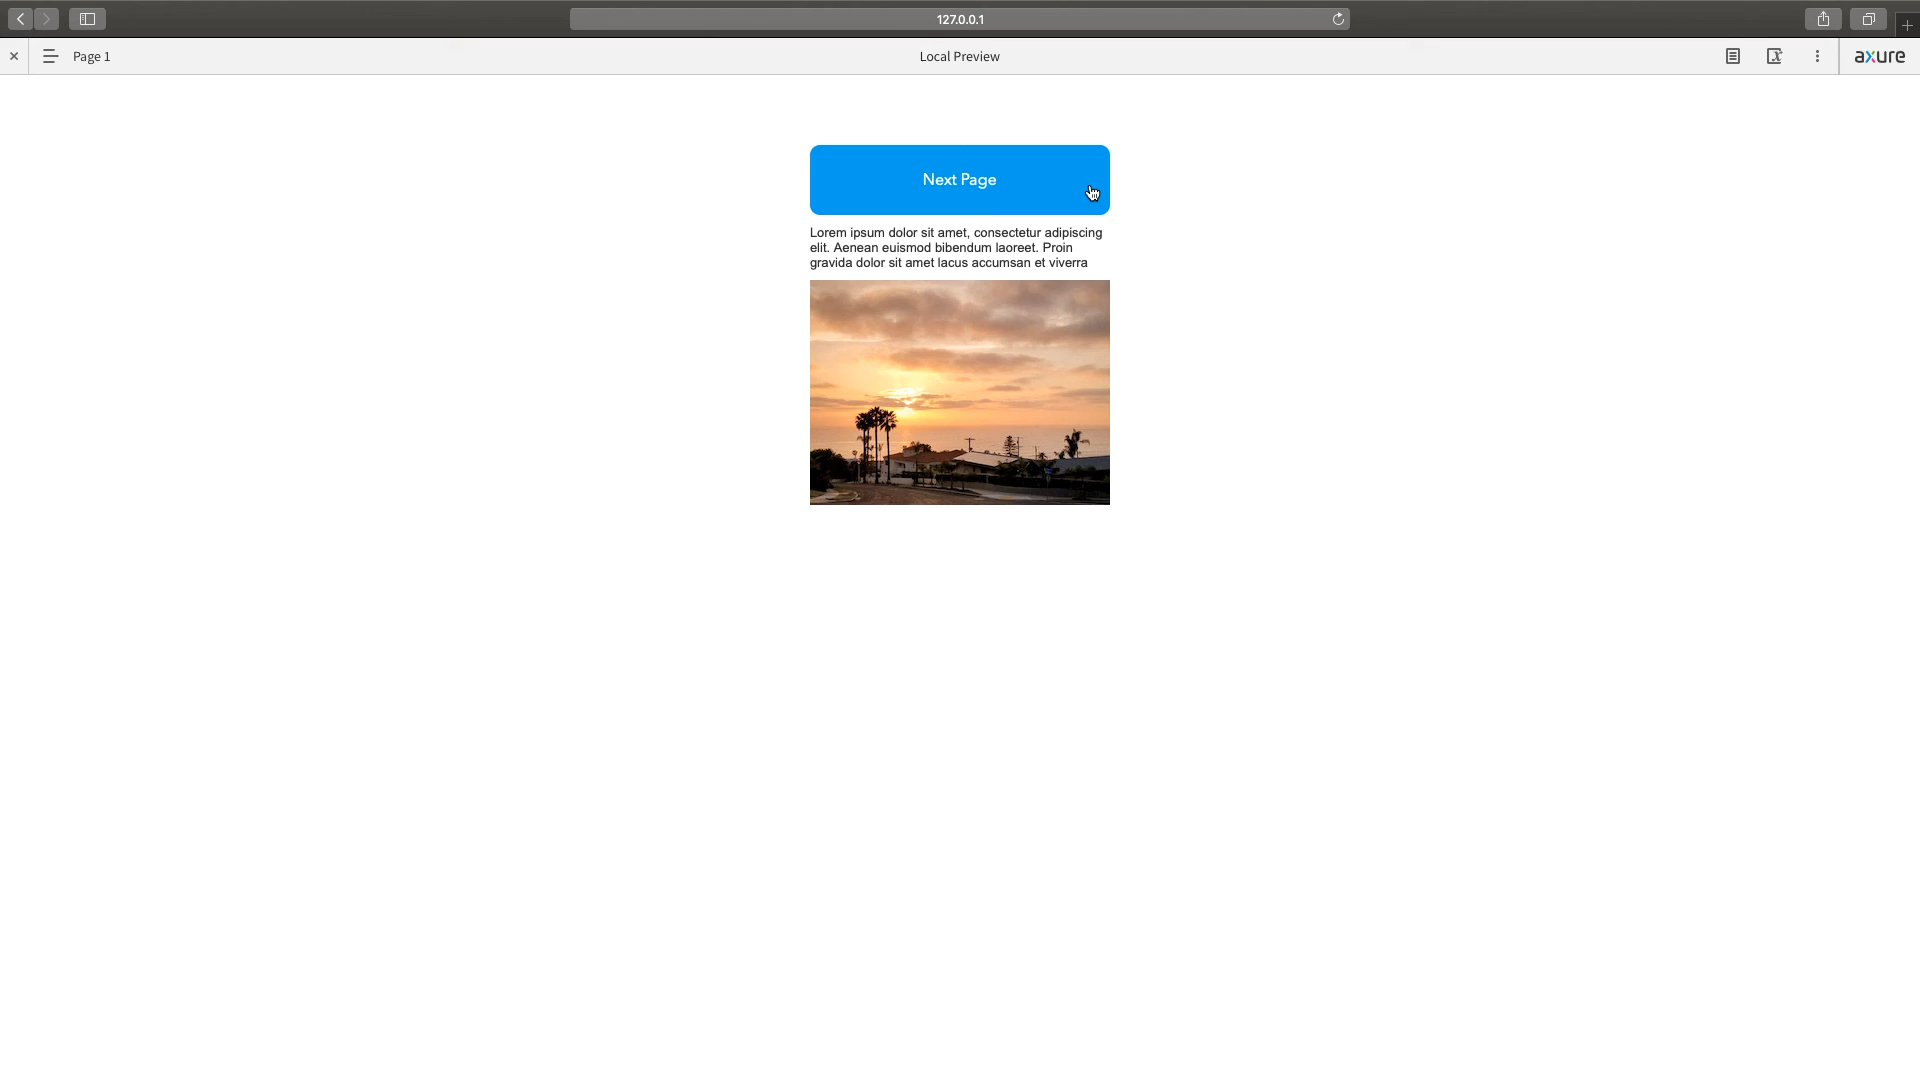 127.0.0.1
Page 1
Local Preview
axure
Next Page
Lorem ipsum dolor sit amet, consectetur adipiscing
elit. Aenean euismod bibendum laoreet. Proin
gravida dolor sit amet lacus accumsan et viverra